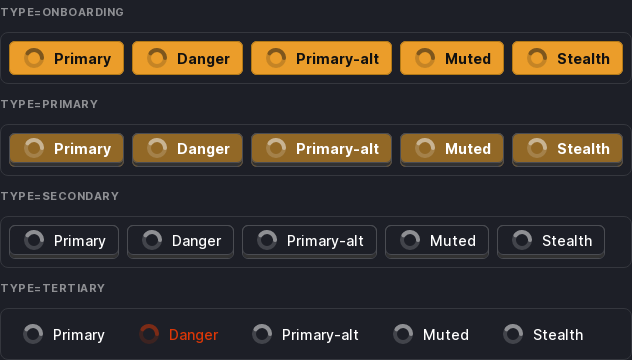 TYPE=ONBOARDING
Primary Danger Primary-alt Muted Stealth
TYPE=PRIMARY
Primary Danger Primary-alt Muted Stealth
TYPE=SECONDARY
Primary Danger Primary-alt Muted Stealth
TYPE=TERTIARY
Primary Danger Primary-alt Muted Stealth